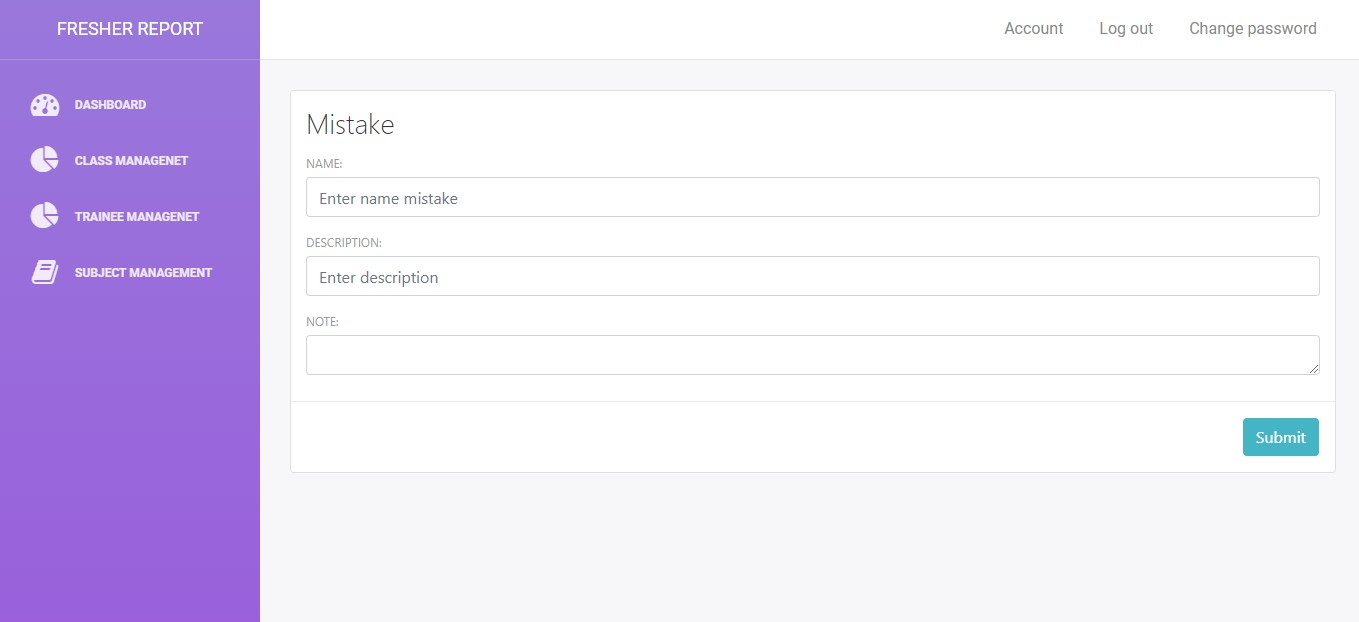 FRESHER REPORT
Account
Log out
Change password
DASHBOARD
CLASS MANAGENET
TRAINEE MANAGENET
SUBJECT MANAGEMENT
Mistake
NAME:
Enter name mistake
DESCRIPTION:
Enter description
NOTE:
Submit